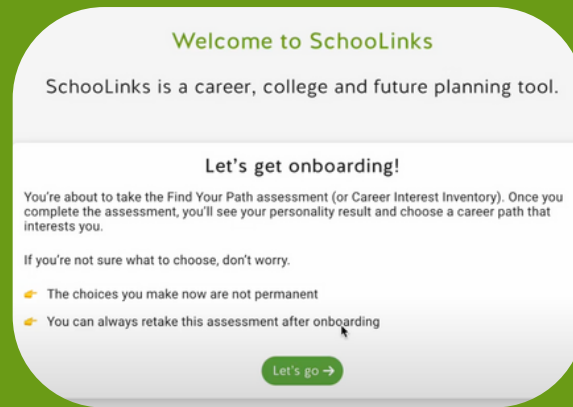 Welcome to SchooLinks
SchooLinks is a career, college and future planning tool.
Let's get onboarding!
You're about to take the Find Your Path assessment (or Career Interest Inventory). Once you
complete the assessment, you'll see your personality result and choose a career path that
interests you.
If you're not sure what to choose, don't worry.
👉 The choices you make now are not permanent
👉 You can always retake this assessment after onboarding
Let's go →